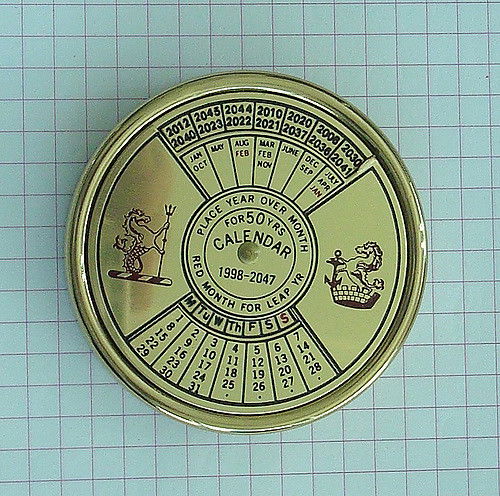 2012 2045 2044 2010 2020 2009 2030
2040 2023 2022 2021 2037 2036 2041
JAN MAY AUG MAR JUNE DEC JULY
OCT FEB FEB SEP APR
NOV JAN
PLACE YEAR OVER MONTH
FOR 50 YRS
CALENDAR
1998-2047
RED MONTH FOR LEAP YR
M Tu W Th F S S
1 2 3 4 5 6 7
8 9 10 11 12 13 14
15 16 17 18 19 20 21
22 23 24 25 26 27 28
29 30 31 · · · ·